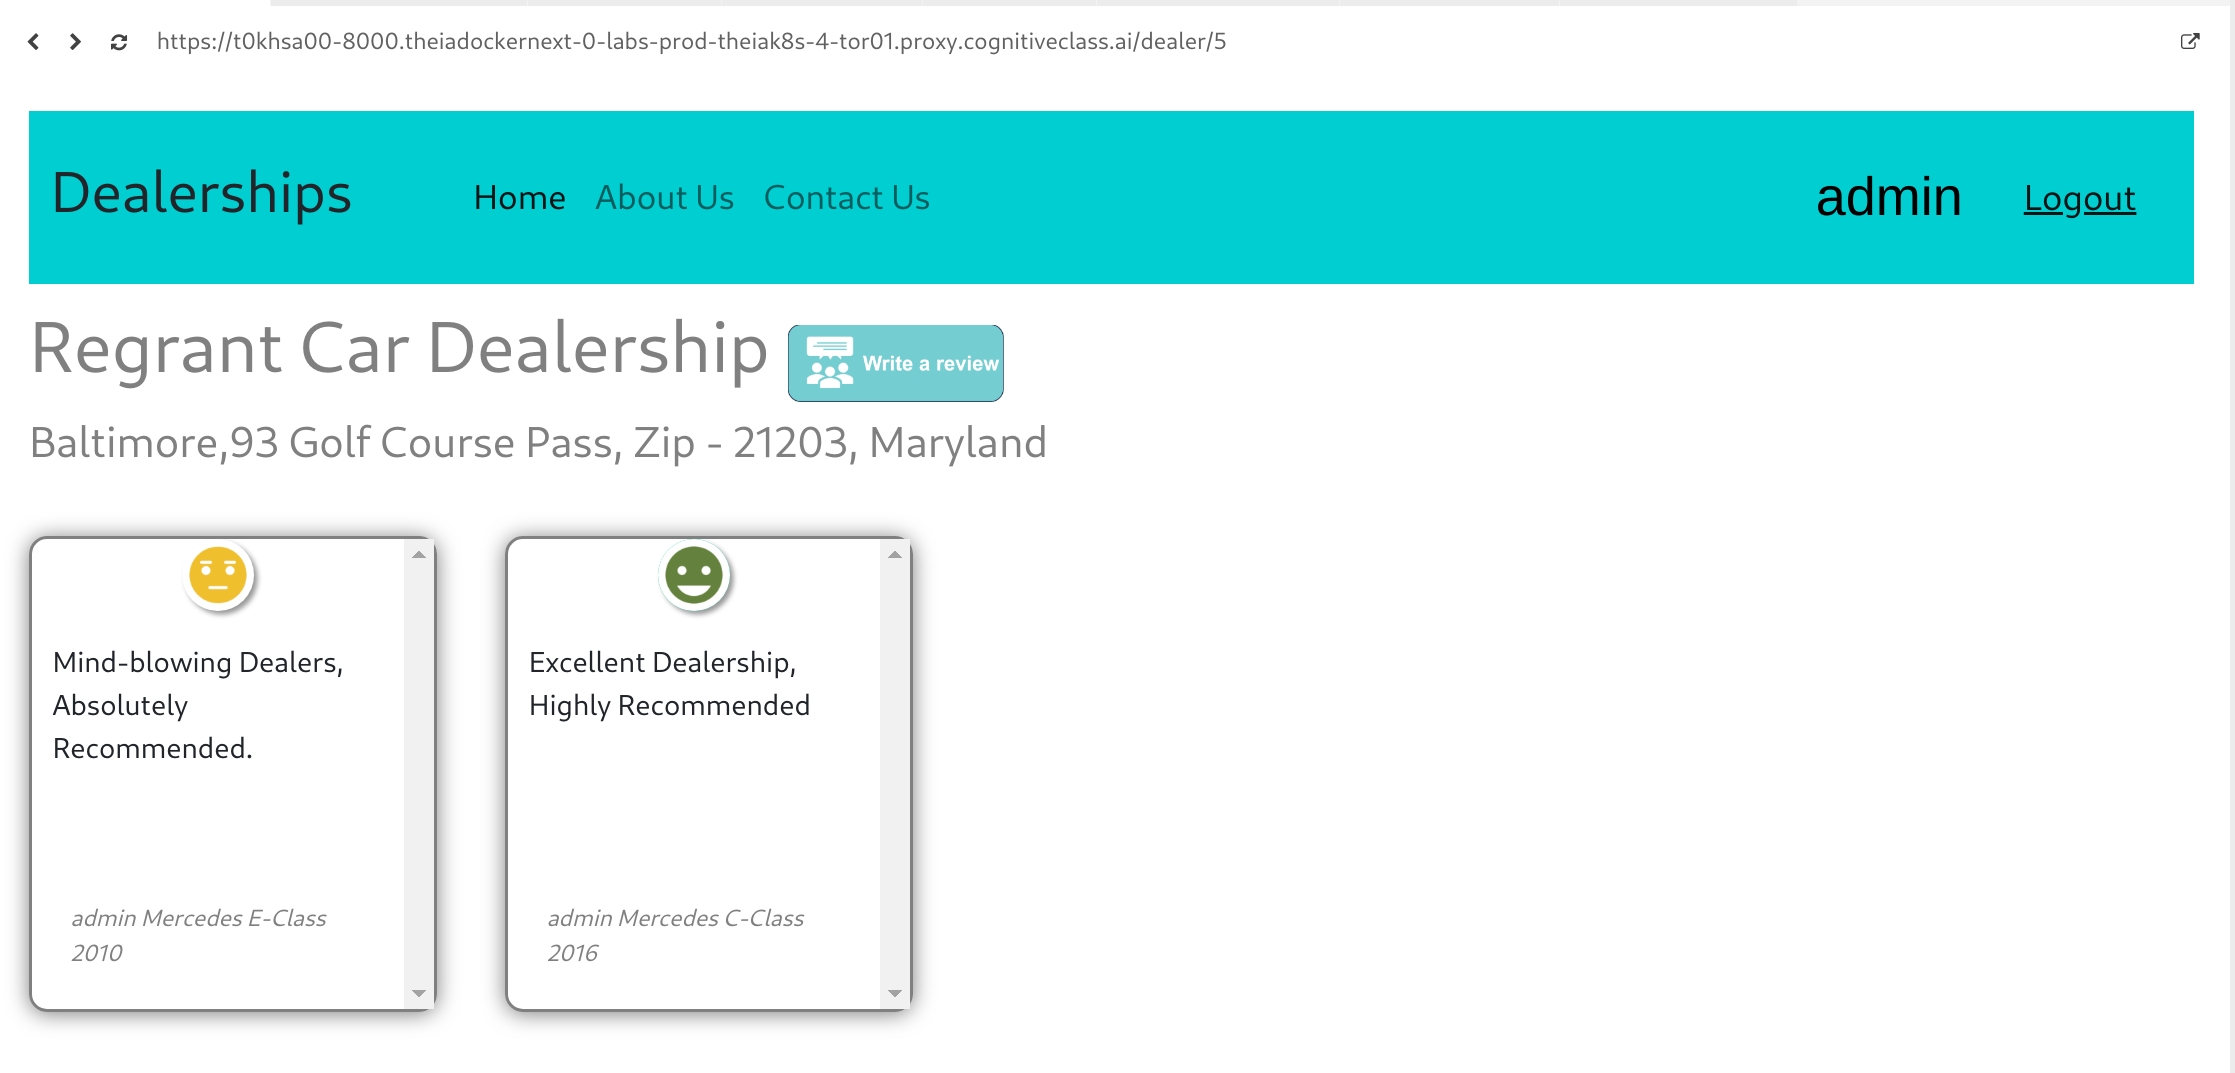 https://t0khsa00-8000.theiadockernext-0-labs-prod-theiak8s-4-tor01.proxy.cognitiveclass.ai/dealer/5
Dealerships Home About Us Contact Us admin Logout
Regrant Car Dealership Write a review
Baltimore,93 Golf Course Pass, Zip - 21203, Maryland
Mind-blowing Dealers,
Absolutely
Recommended.
admin Mercedes E-Class
2010
Excellent Dealership,
Highly Recommended
admin Mercedes C-Class
2016